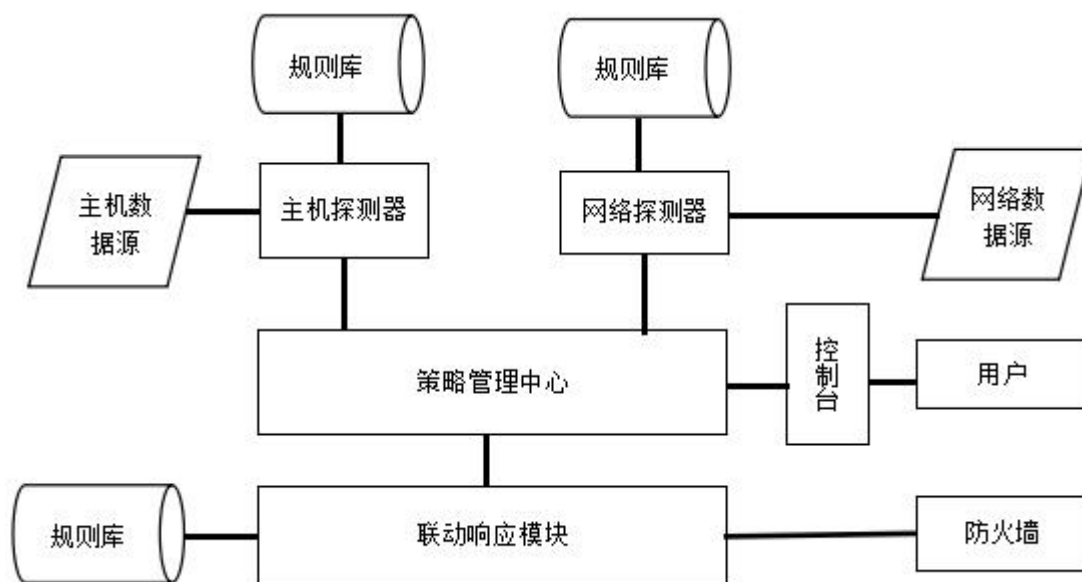 规则库
规则库
主机数
据源
主机探测器
网络探测器
网络数
据源
策略管理中心
控制台
用户
规则库
联动响应模块
防火墙